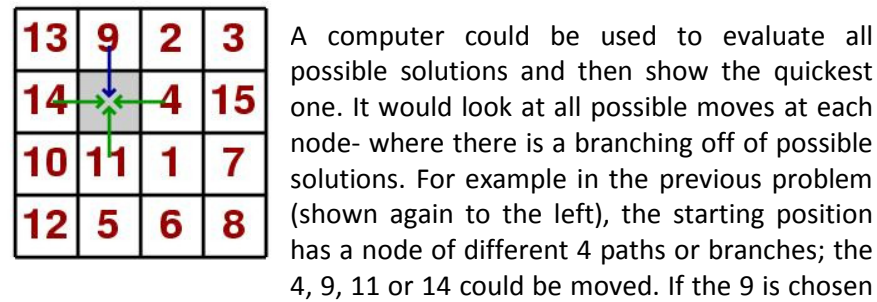 13 9 2 3
14 4 15
10 11 1 7
12 5 6 8
A computer could be used to evaluate all
possible solutions and then show the quickest
one. It would look at all possible moves at each
node- where there is a branching off of possible
solutions. For example in the previous problem
(shown again to the left), the starting position
has a node of different 4 paths or branches; the
4, 9, 11 or 14 could be moved. If the 9 is chosen